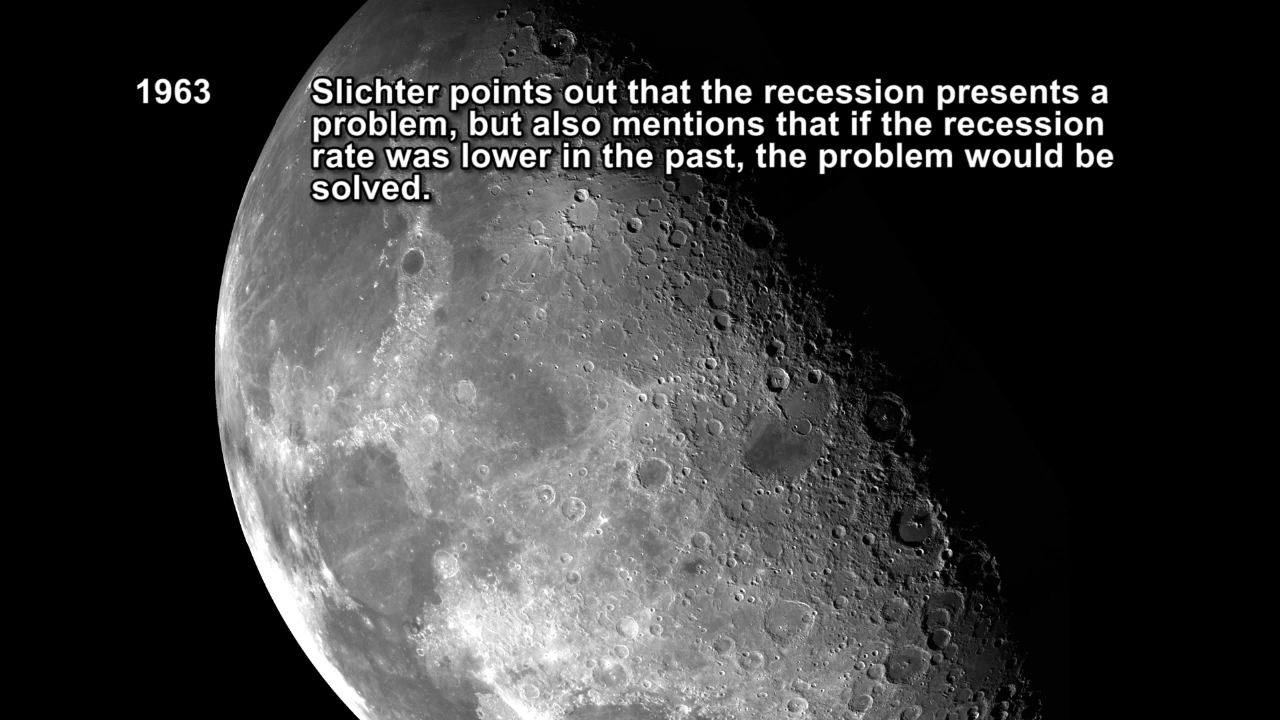 1963 Slichter points out that the recession presents a
problem, but also mentions that if the recession
rate was lower in the past, the problem would be
solved.